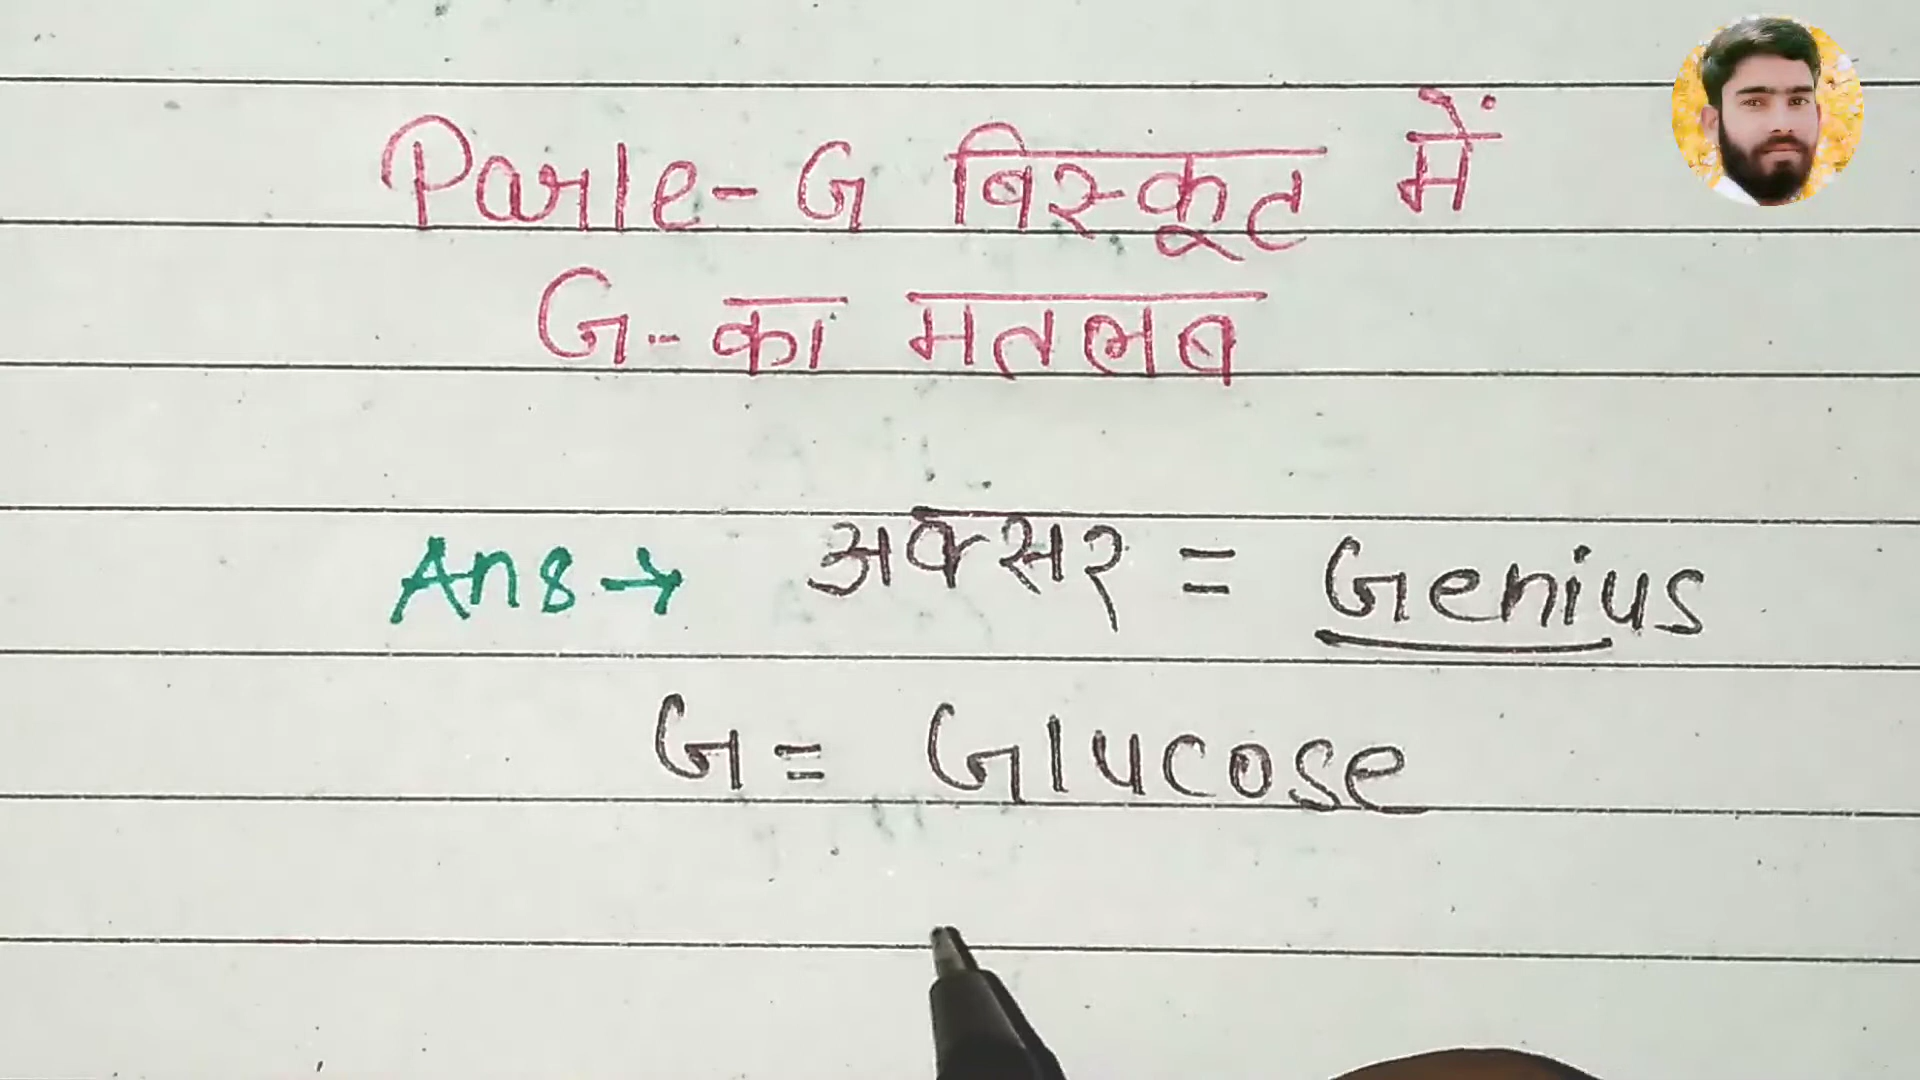 Parle-G बिस्कूट में
G-का मतलब
Ans→ अक्सर = Genius
G = Glucose